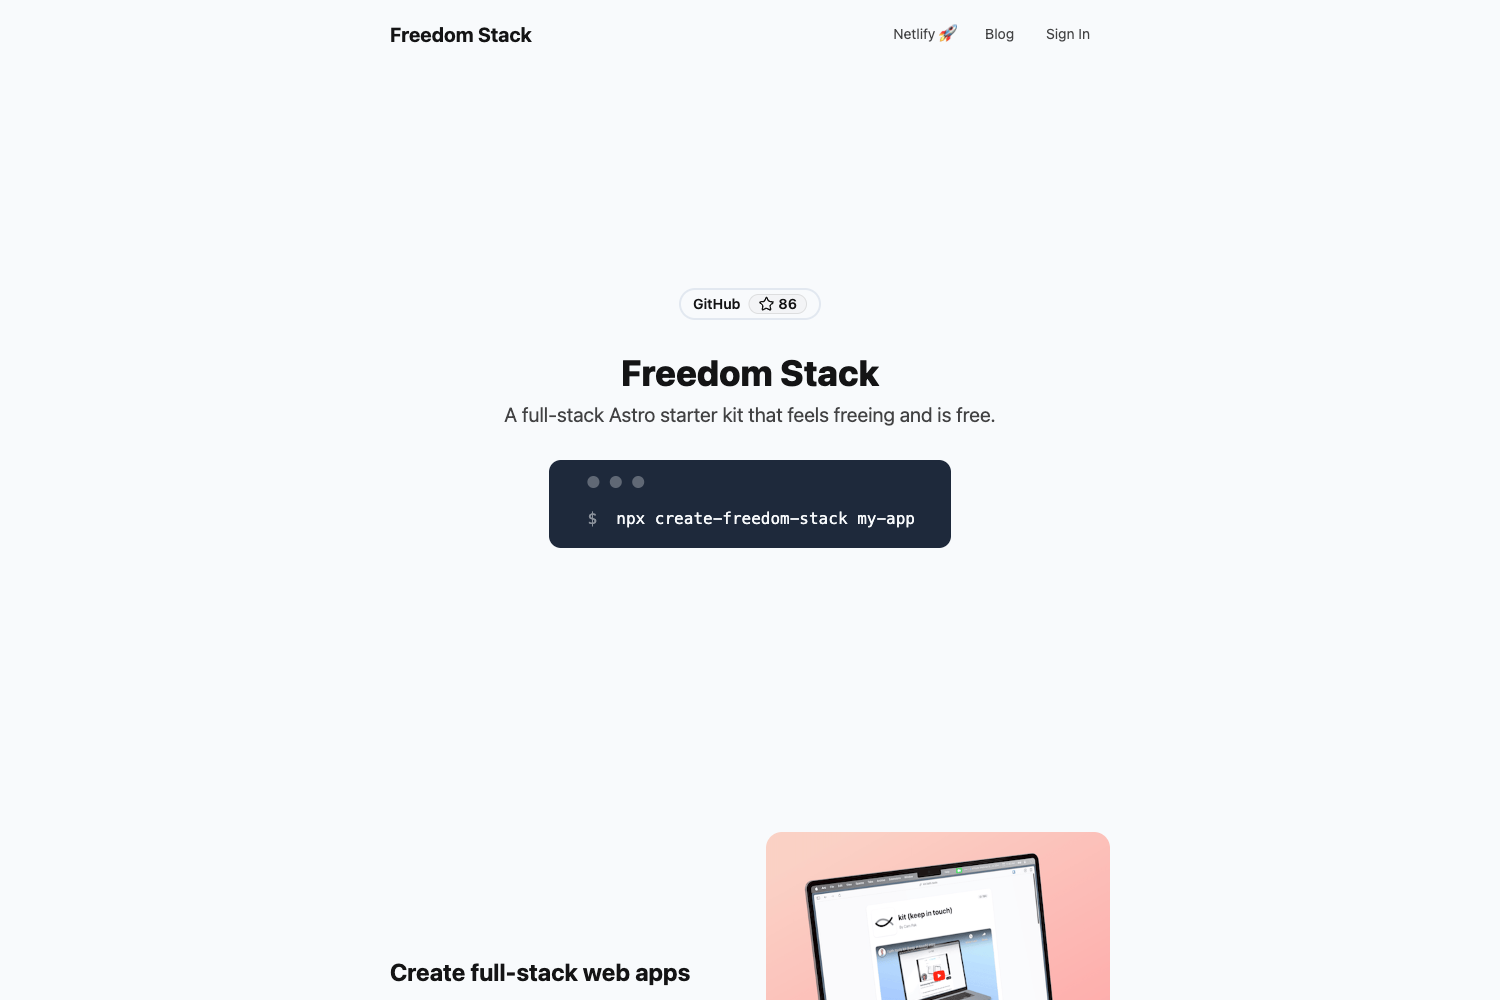 Freedom Stack
Netlify 🚀
Blog
Sign In
GitHub
86
Freedom Stack
A full-stack Astro starter kit that feels freeing and is free.
$ npx create-freedom-stack my-app
Create full-stack web apps
kit (keep in touch)